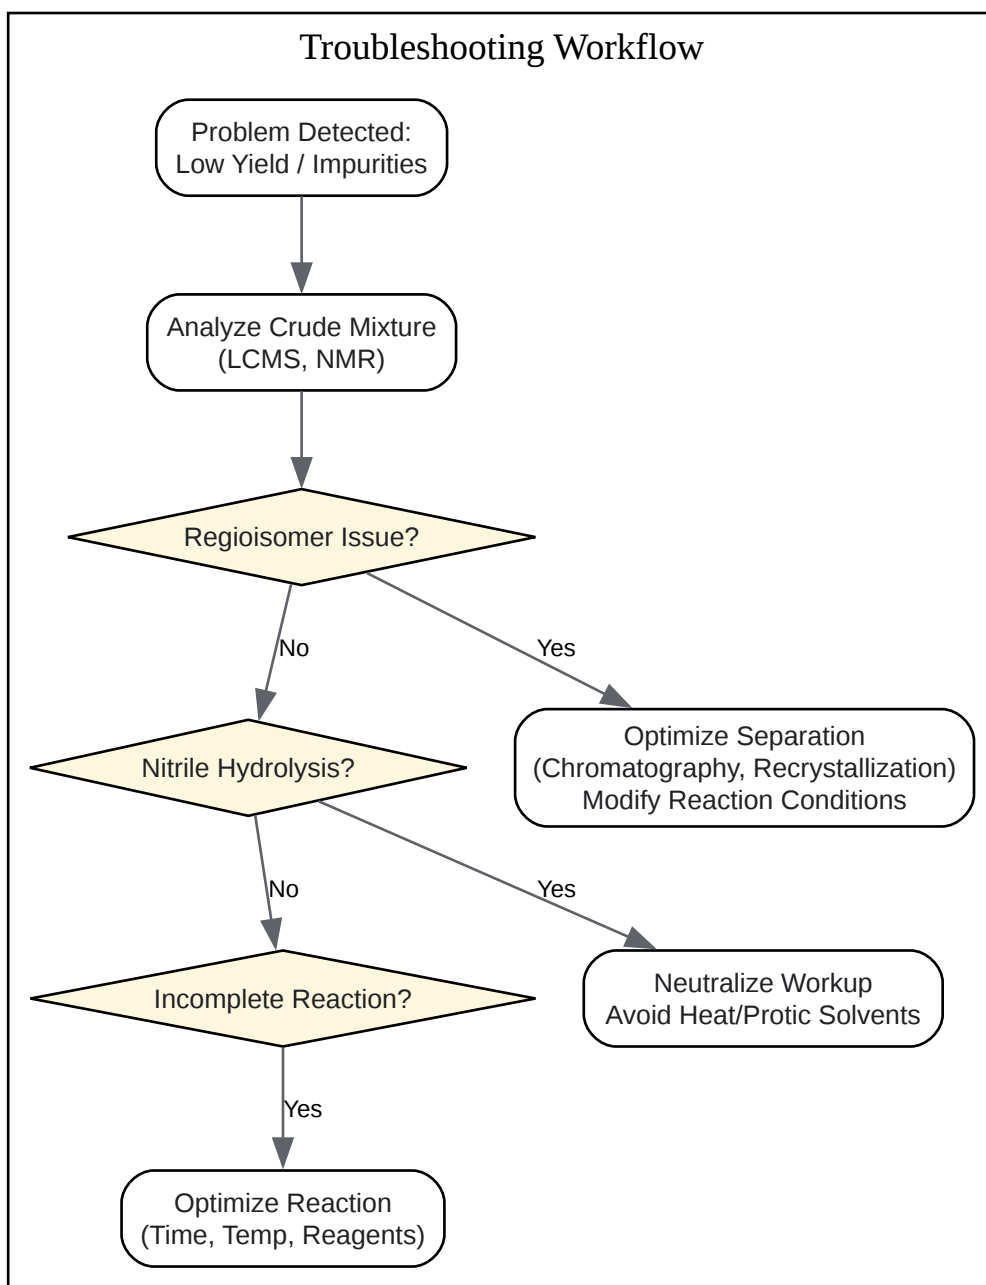 Troubleshooting Workflow
Problem Detected:
Low Yield / Impurities
Analyze Crude Mixture
(LCMS, NMR)
Regioisomer Issue?
No
Yes
Optimize Separation
(Chromatography, Recrystallization)
Modify Reaction Conditions
Nitrile Hydrolysis?
No
Yes
Neutralize Workup
Avoid Heat/Protic Solvents
Incomplete Reaction?
Yes
Optimize Reaction
(Time, Temp, Reagents)